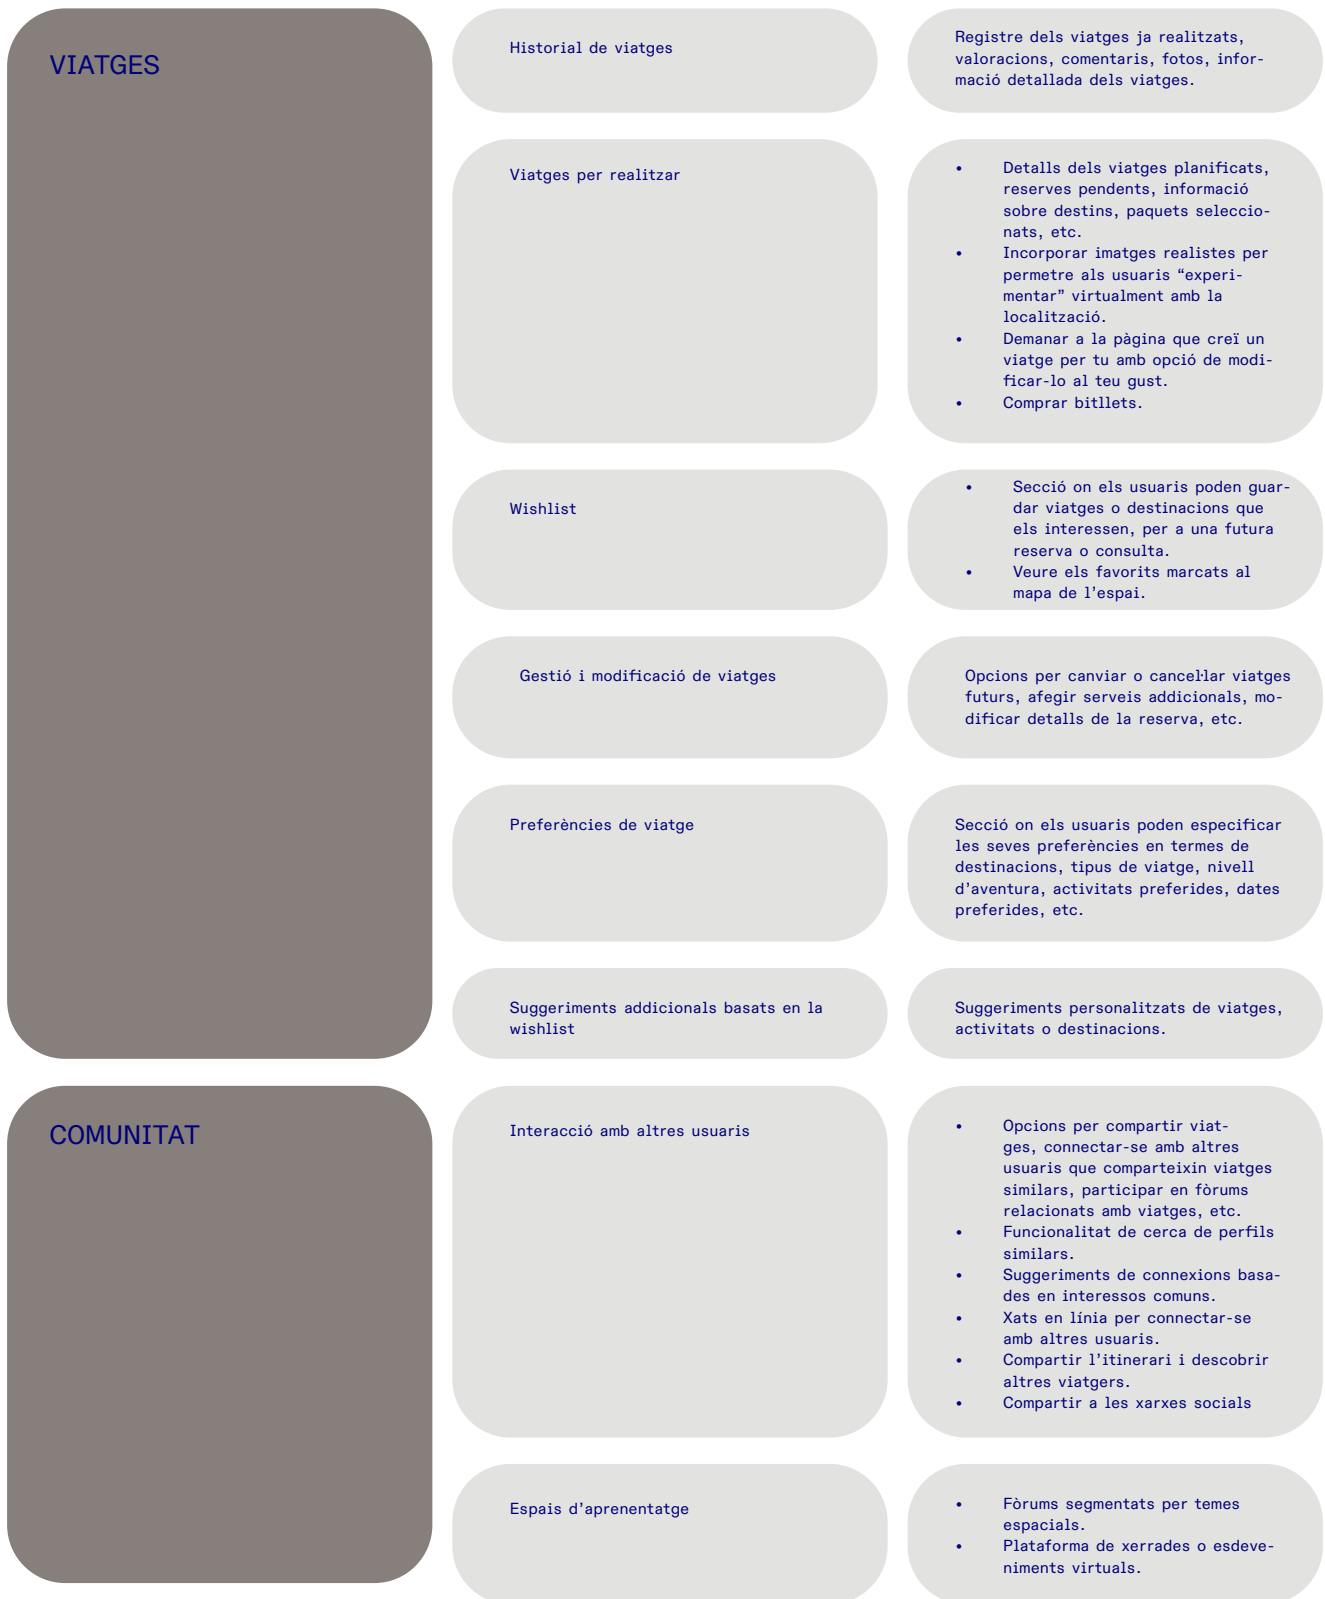 VIATGES
Historial de viatges
Registre dels viatges ja realitzats,
valoracions, comentaris, fotos, infor-
mació detallada dels viatges.
Viatges per realitzar
• Detalls dels viatges planificats,
reserves pendents, informació
sobre destins, paquets seleccio-
nats, etc.
• Incorporar imatges realistes per
permetre als usuaris “experi-
mentar” virtualment amb la
localització.
• Demanar a la pàgina que creï un
viatge per tu amb opció de modi-
ficar-lo al teu gust.
• Comprar bitllets.
Wishlist
• Secció on els usuaris poden guar-
dar viatges o destinacions que
els interessen, per a una futura
reserva o consulta.
• Veure els favorits marcats al
mapa de l’espai.
Gestió i modificació de viatges
Opcions per canviar o cancel·lar viatges
futurs, afegir serveis addicionals, mo-
dificar detalls de la reserva, etc.
Preferències de viatge
Secció on els usuaris poden especificar
les seves preferències en termes de
destinacions, tipus de viatge, nivell
d’aventura, activitats preferides, dates
preferides, etc.
Suggeriments addicionals basats en la
wishlist
Suggeriments personalitzats de viatges,
activitats o destinacions.
COMUNITAT
Interacció amb altres usuaris
• Opcions per compartir viat-
ges, connectar-se amb altres
usuaris que comparteixin viatges
similars, participar en fòrums
relacionats amb viatges, etc.
• Funcionalitat de cerca de perfils
similars.
• Suggeriments de connexions basa-
des en interessos comuns.
• Xats en línia per connectar-se
amb altres usuaris.
• Compartir l’itinerari i descobrir
altres viatgers.
• Compartir a les xarxes socials
Espais d’aprenentatge
• Fòrums segmentats per temes
espacials.
• Plataforma de xerrades o esdeve-
niments virtuals.